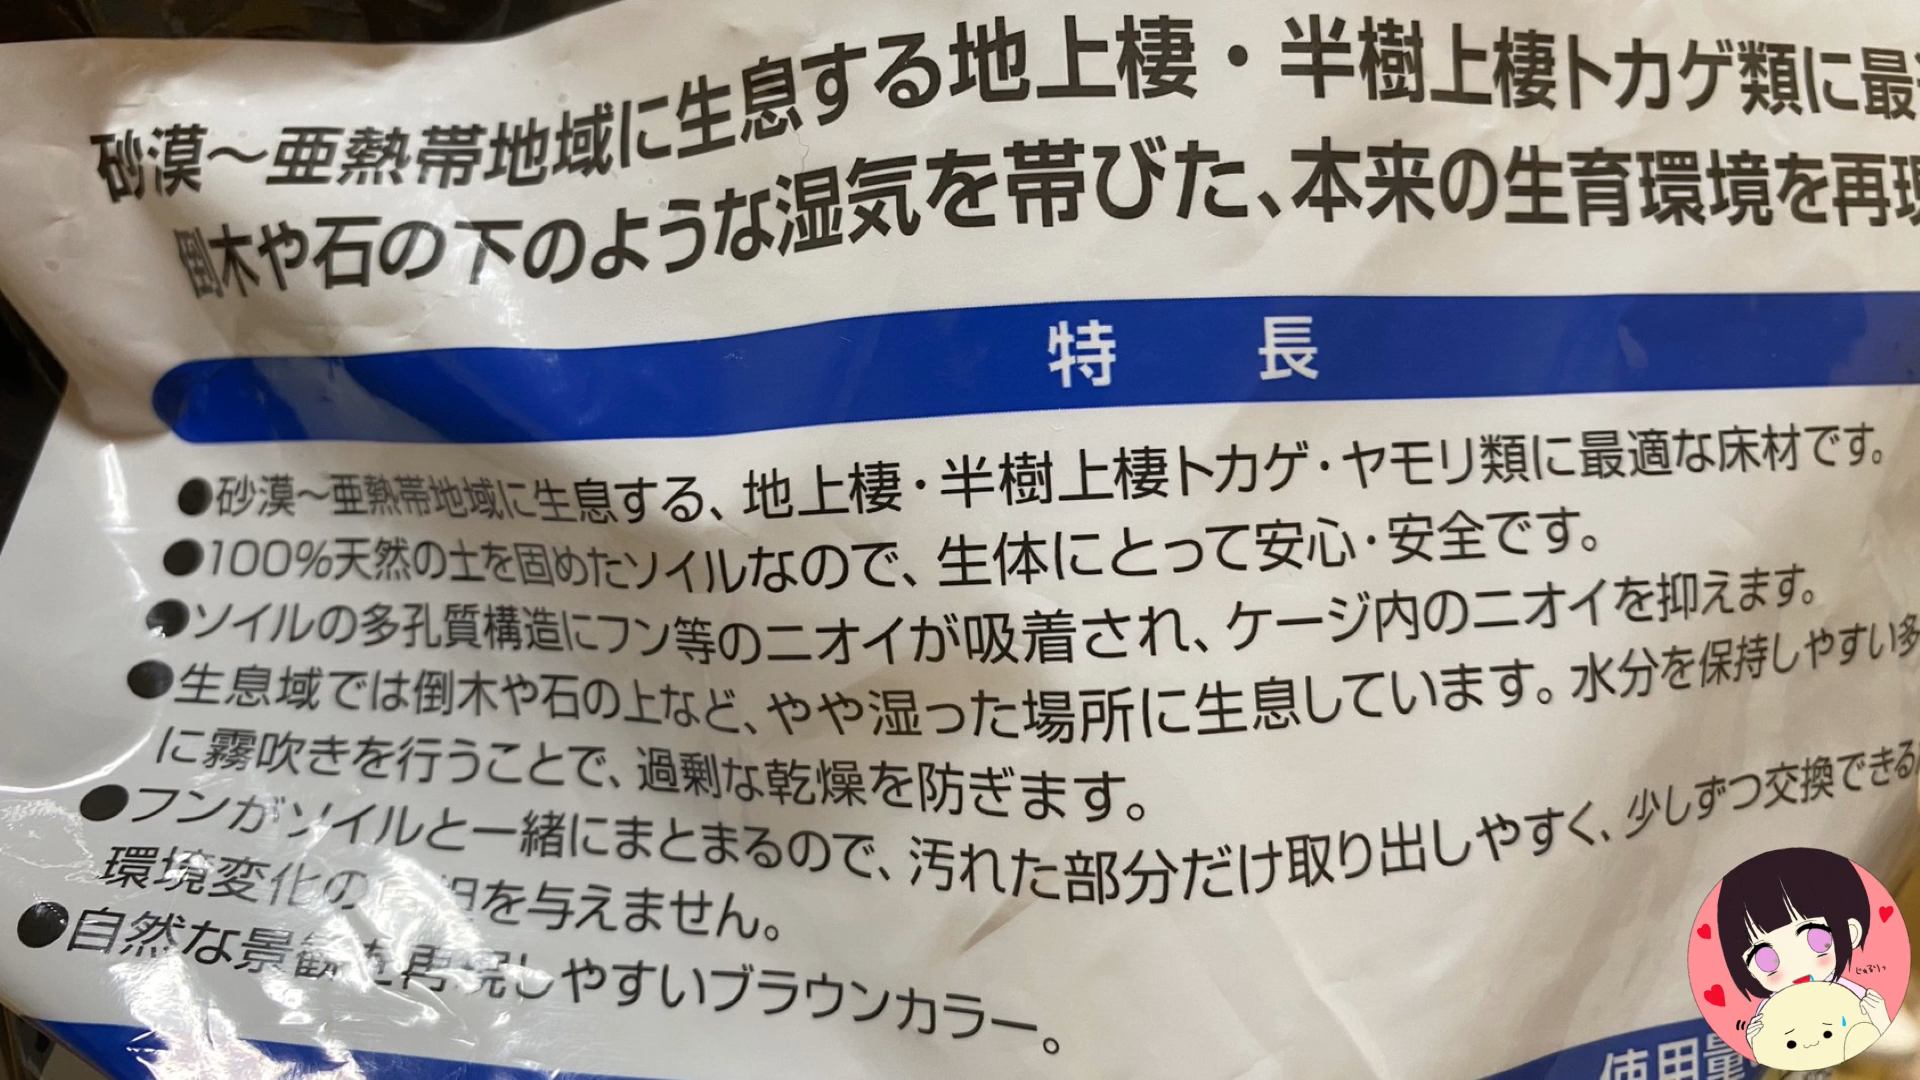 砂漠～亜熱帯地域に生息する地上棲・半樹上棲トカゲ類に最
倒木や石の下のような湿気を帯びた、本来の生育環境を再現
特長
●砂漠～亜熱帯地域に生息する、地上棲・半樹上棲トカゲ・ヤモリ類に最適な床材です。
●100%天然の土を固めたソイルなので、生体にとって安心・安全です。
●ソイルの多孔質構造にフン等のニオイが吸着され、ケージ内のニオイを抑えます。
●生息域では倒木や石の上など、やや湿った場所に生息しています。水分を保持しやすい多
に霧吹きを行うことで、過剰な乾燥を防ぎます。
●フンがソイルと一緒にまとまるので、汚れた部分だけ取り出しやすく、少しずつ交換できる
環境変化の を与えません。
●自然な景観を再現しやすいブラウンカラー。
使用量
じゅぷりっ